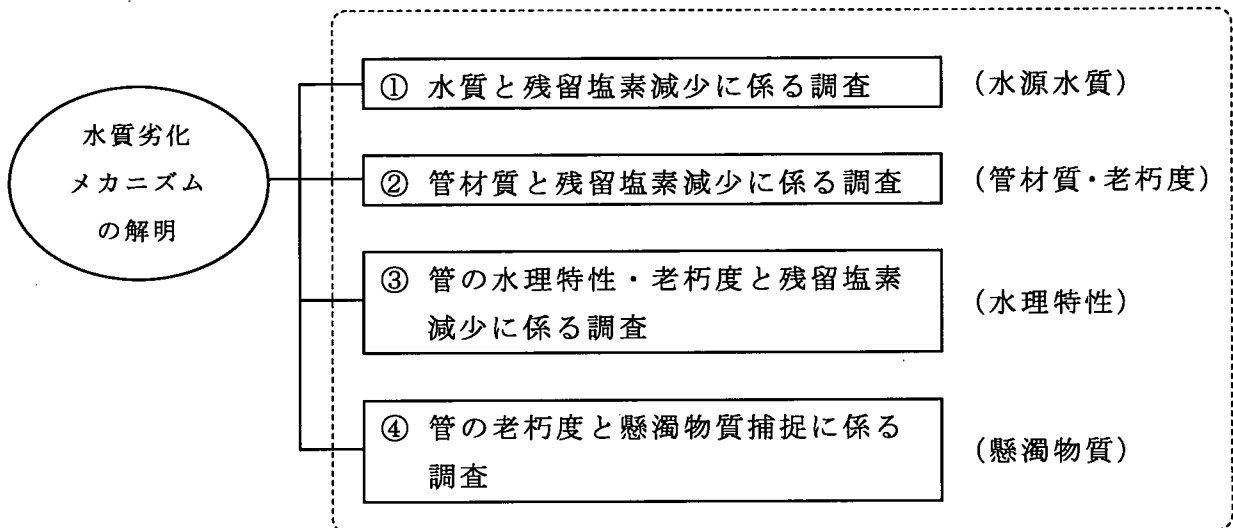 水質劣化
メカニズム
の解明
① 水質と残留塩素減少に係る調査
(水源水質)
② 管材質と残留塩素減少に係る調査
(管材質・老朽度)
③ 管の水理特性・老朽度と残留塩素
減少に係る調査
(水理特性)
④ 管の老朽度と懸濁物質捕捉に係る
調査
(懸濁物質)